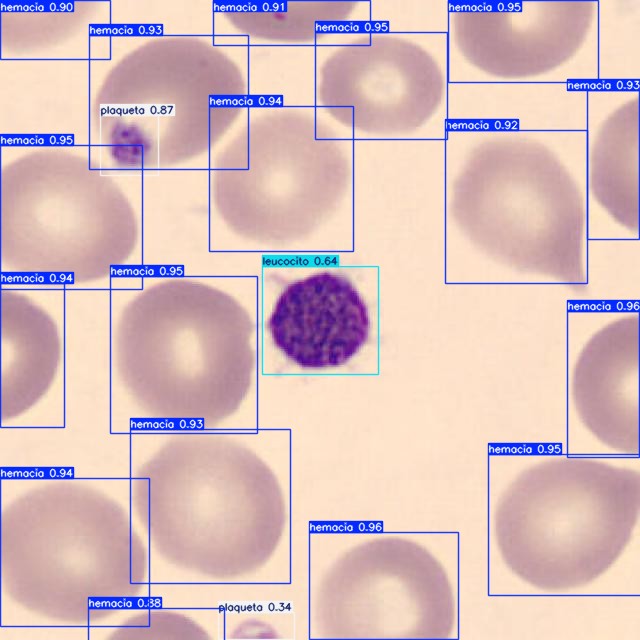 hemacia 0.90
hemacia 0.91
hemacia 0.95
hemacia 0.93
hemacia 0.95
hemacia 0.93
plaqueta 0.87
hemacia 0.94
hemacia 0.92
hemacia 0.95
leucocito 0.64
hemacia 0.94
hemacia 0.95
hemacia 0.96
hemacia 0.93
hemacia 0.95
hemacia 0.94
hemacia 0.96
hemacia 0.88
plaqueta 0.34